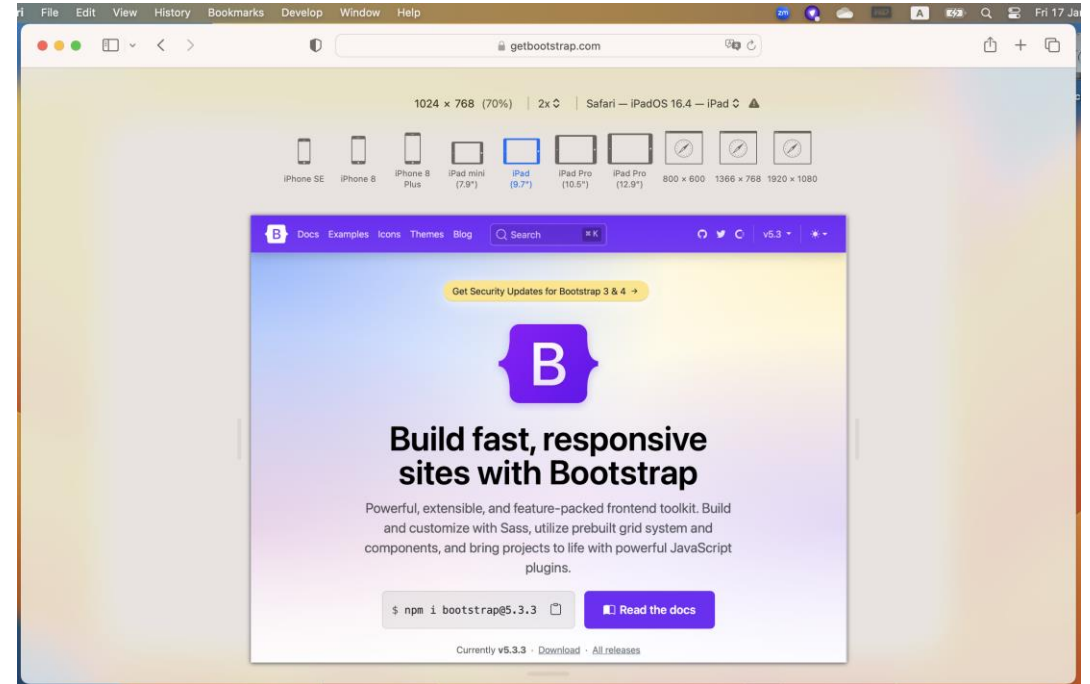 File Edit View History Bookmarks Develop Window Help zm A Fri 17 Jan
getbootstrap.com
1024 × 768 (70%) 2x Safari — iPadOS 16.4 — iPad
iPhone SE
iPhone 8
iPhone 8 Plus
iPad mini (7.9")
iPad (9.7")
iPad Pro (10.5")
iPad Pro (12.9")
800 × 600
1366 × 768
1920 × 1080
B Docs Examples Icons Themes Blog Search ⌘ K v5.3
Get Security Updates for Bootstrap 3 & 4 →
B
Build fast, responsive
sites with Bootstrap
Powerful, extensible, and feature-packed frontend toolkit. Build
and customize with Sass, utilize prebuilt grid system and
components, and bring projects to life with powerful JavaScript
plugins.
$ npm i bootstrap@5.3.3 Read the docs
Currently v5.3.3 · Download · All releases